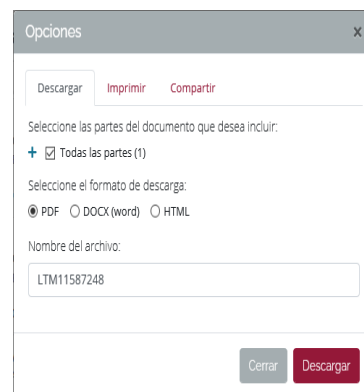 Opciones x
Descargar Imprimir Compartir
Seleccione las partes del documento que desea incluir:
+ Todas las partes (1)
Seleccione el formato de descarga:
PDF DOCX (word) HTML
Nombre del archivo:
LTM11587248
Cerrar Descargar